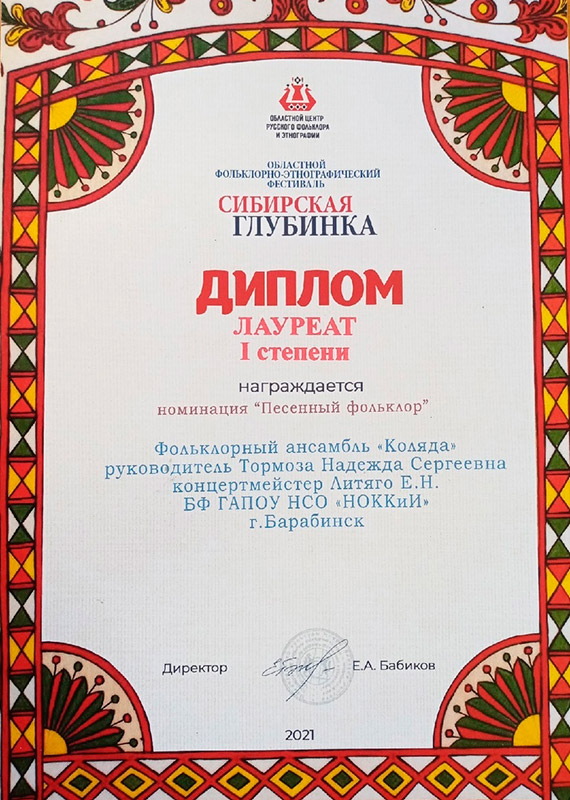 ОБЛАСТНОЙ ЦЕНТР
РУССКОГО ФОЛЬКЛОРА
И ЭТНОГРАФИИ
ОБЛАСТНОЙ
ФОЛЬКЛОРНО-ЭТНОГРАФИЧЕСКИЙ
ФЕСТИВАЛЬ
СИБИРСКАЯ
ГЛУБИНКА
ДИПЛОМ
ЛАУРЕАТ
I степени
награждается
номинация “Песенный фольклор”
Фольклорный ансамбль «Коляда»
руководитель Тормоза Надежда Сергеевна
концертмейстер Литяго Е.Н.
БФ ГАПОУ НСО «НОККиИ»
г.Барабинск
Директор Е.А. Бабиков
2021